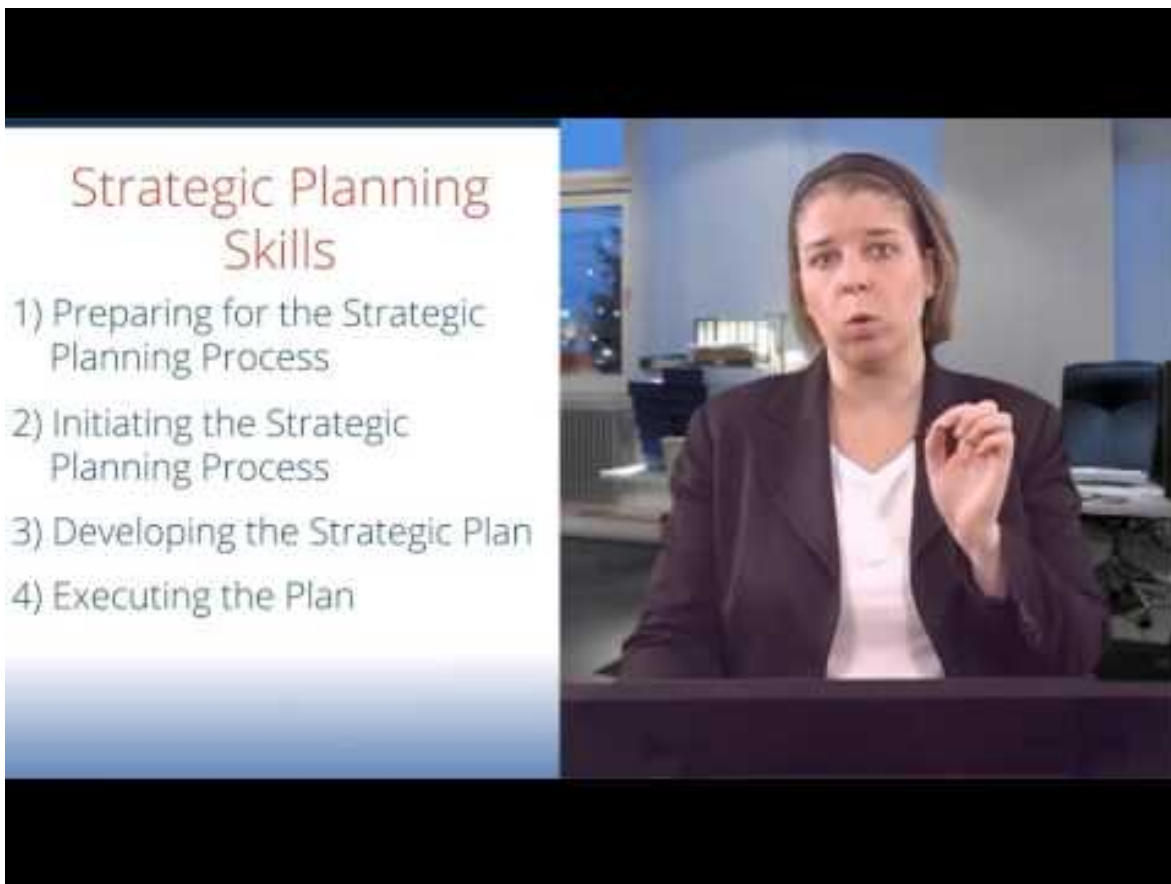 Strategic Planning
Skills
1) Preparing for the Strategic
Planning Process
2) Initiating the Strategic
Planning Process
3) Developing the Strategic Plan
4) Executing the Plan